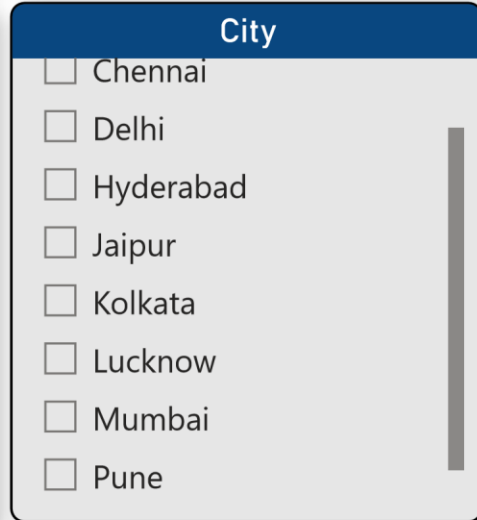 City
Chennai
Delhi
Hyderabad
Jaipur
Kolkata
Lucknow
Mumbai
Pune